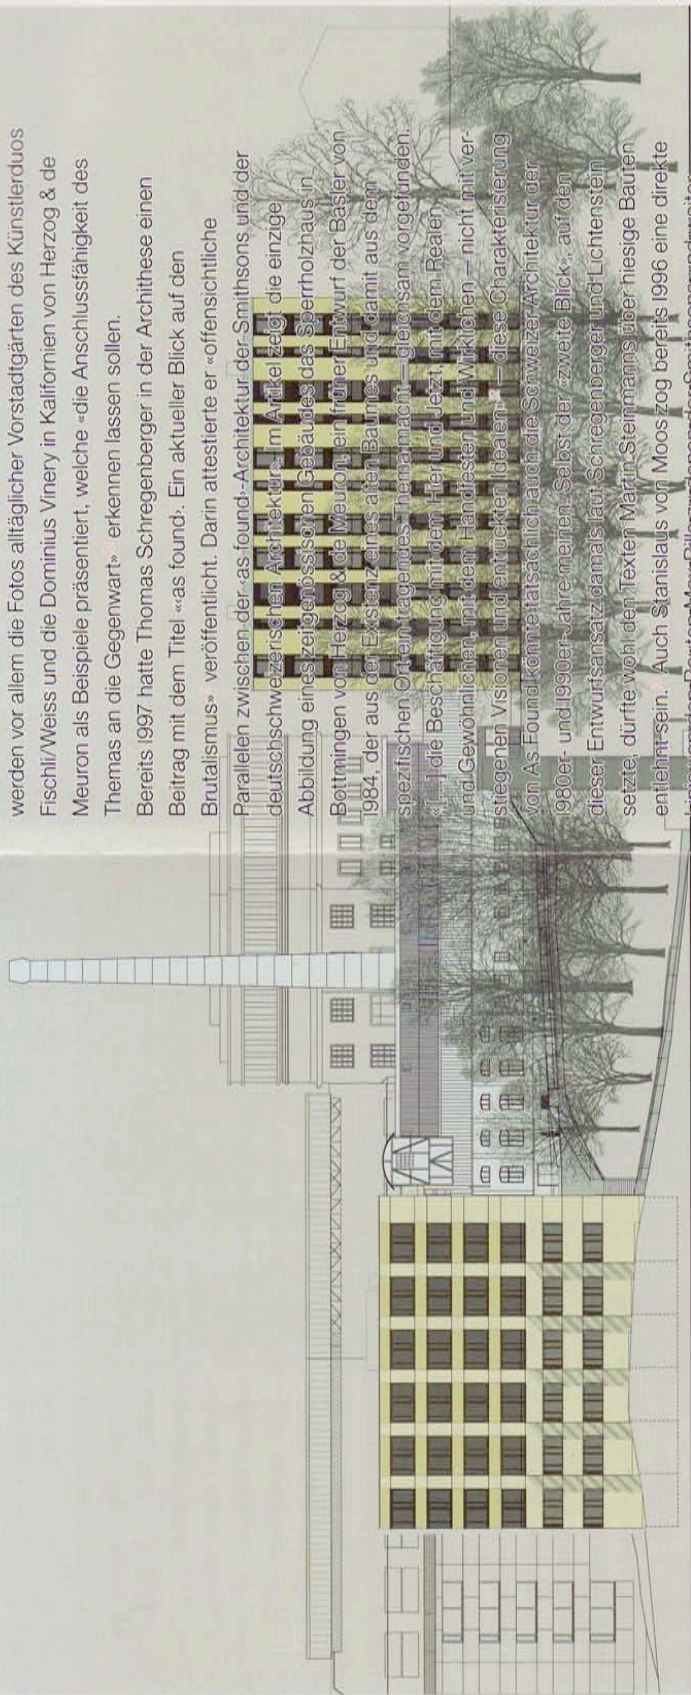 werden vor allem die Fotos alltäglicher Vorstadtgärten des Künstlerduos
Fischli/Weiss und die Dominius Vinery in Kalifornien von Herzog & de
Meuron als Beispiele präsentiert, welche «die Anschlussfähigkeit des
Themas an die Gegenwart» erkennen lassen sollen.
Bereits 1997 hatte Thomas Schregenberger in der Archithese einen
Beitrag mit dem Titel «‹as found›. Ein aktueller Blick auf den
Brutalismus» veröffentlicht. Darin attestierte er «offensichtliche
Parallelen zwischen der ‹as found›-Architektur der Smithsons und der
deutschschweizerischen Architektur». Im Artikel zeigt die einzige
Abbildung eines zeitgenössischen Gebäudes das Sperrholzhaus in
Bottmingen von Herzog & de Meuron, ein früher Entwurf der Basler von
1984, der aus der Existenz eines alten Baumes und damit aus dem
spezifischen Ort ein tragendes Thema macht – gleichsam vorgefunden.
«[...] die Beschäftigung mit dem Hier und Jetzt, mit dem Realen
und Gewöhnlichen, mit dem Handfesten und Wirklichen – nicht mit ver-
stiegenen Visionen und entrückten Idealen» – diese Charakterisierung
von As Found könnte tatsächlich auch die Schweizer Architektur der
1980er- und 1990er-Jahre meinen. Selbst der «zweite Blick», auf den
dieser Entwurfsansatz damals laut Schregenberger und Lichtenstein
setzte, dürfte wohl den Texten Martin Steinmanns über hiesige Bauten
entlehnt sein. Auch Stanislaus von Moos zog bereits 1996 eine direkte